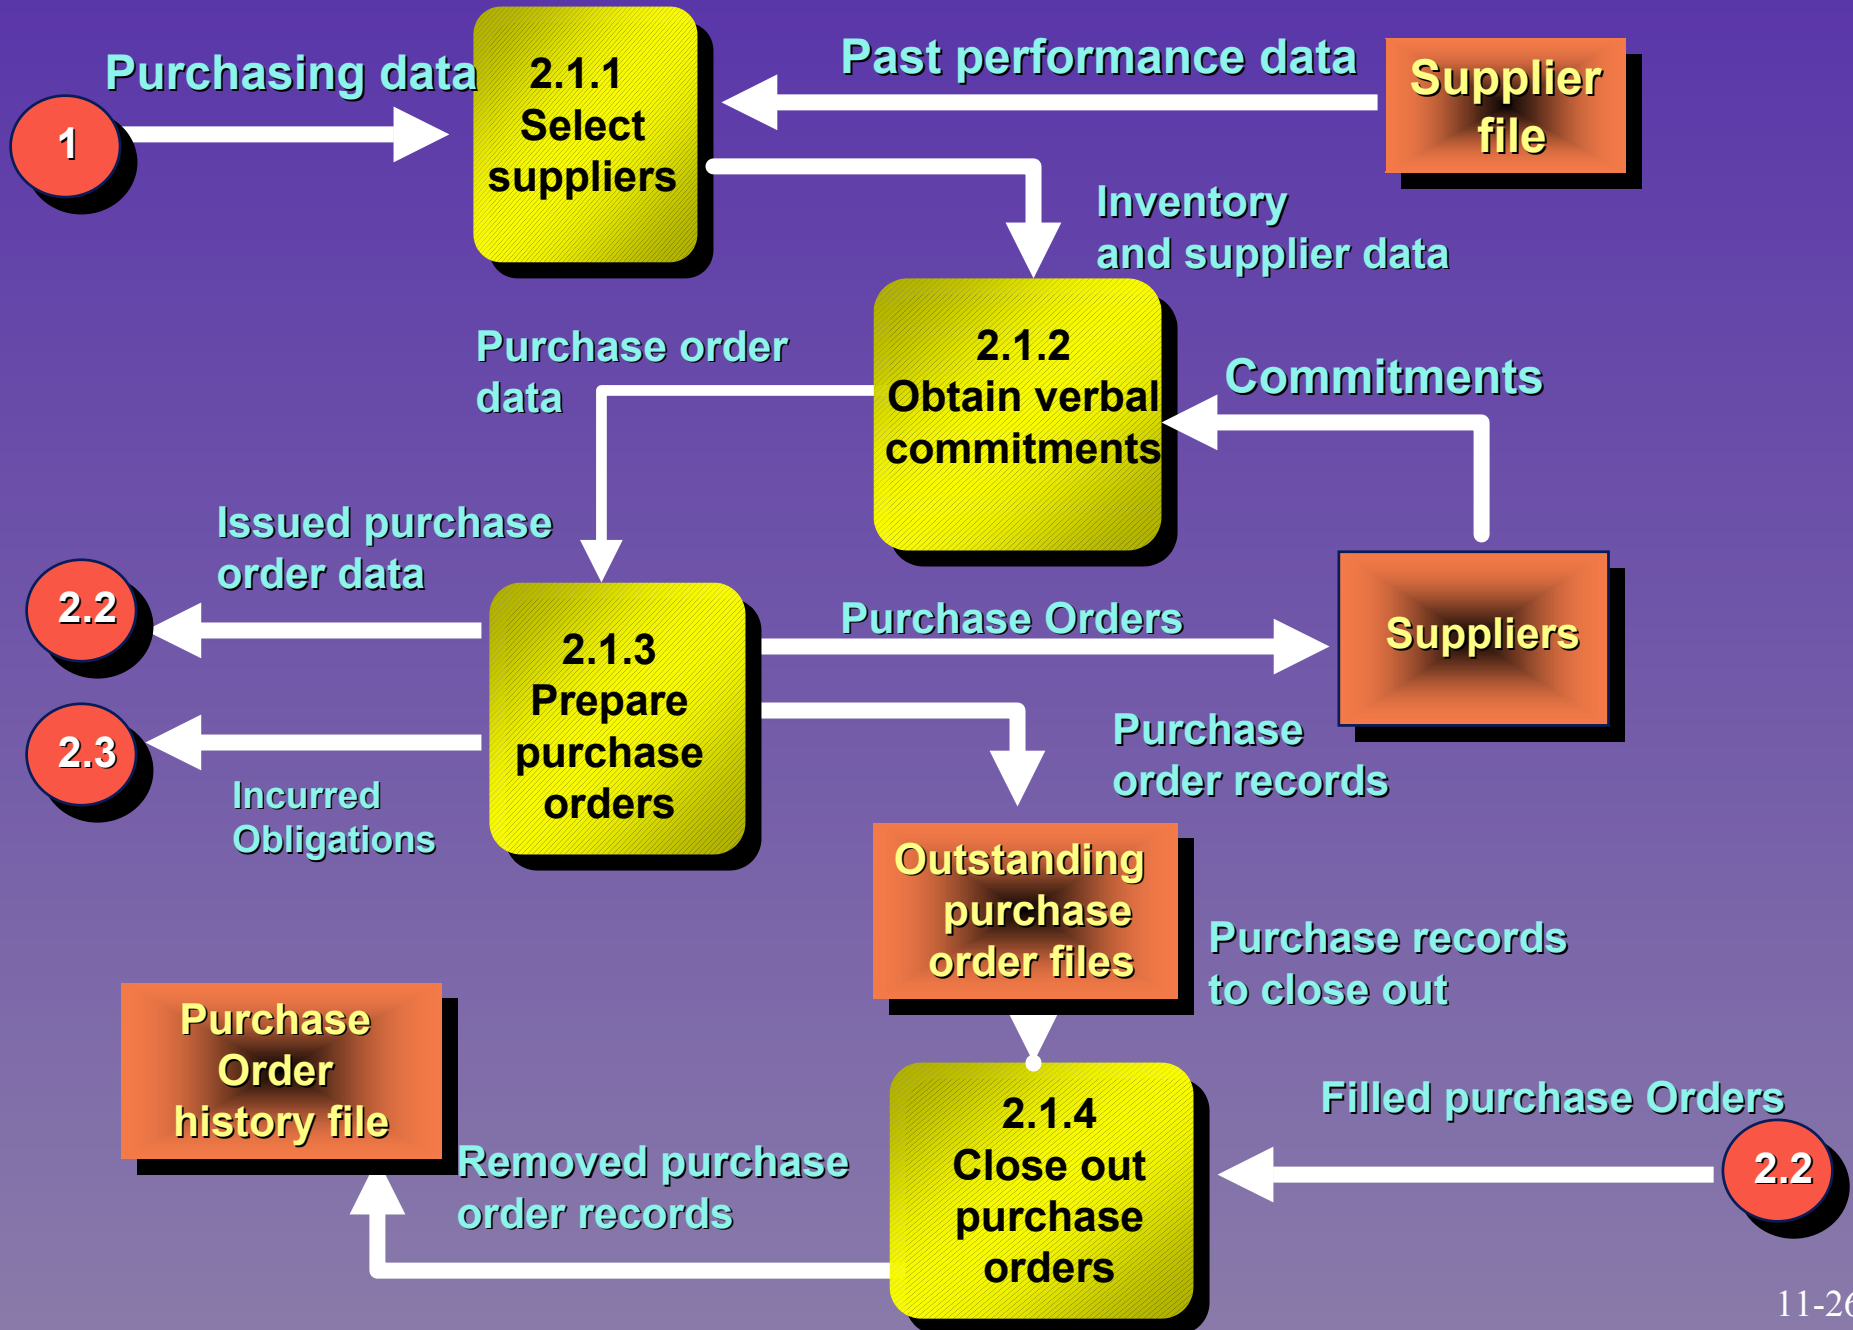 Purchasing data
1
2.1.1
Select
suppliers
Past performance data
Supplier
file
Inventory
and supplier data
Purchase order
data
2.1.2
Obtain verbal
commitments
Commitments
Issued purchase
order data
2.2
2.3
Incurred
Obligations
2.1.3
Prepare
purchase
orders
Purchase Orders
Suppliers
Purchase
order records
Outstanding
purchase
order files
Purchase records
to close out
Purchase
Order
history file
Removed purchase
order records
2.1.4
Close out
purchase
orders
Filled purchase Orders
2.2
11-26